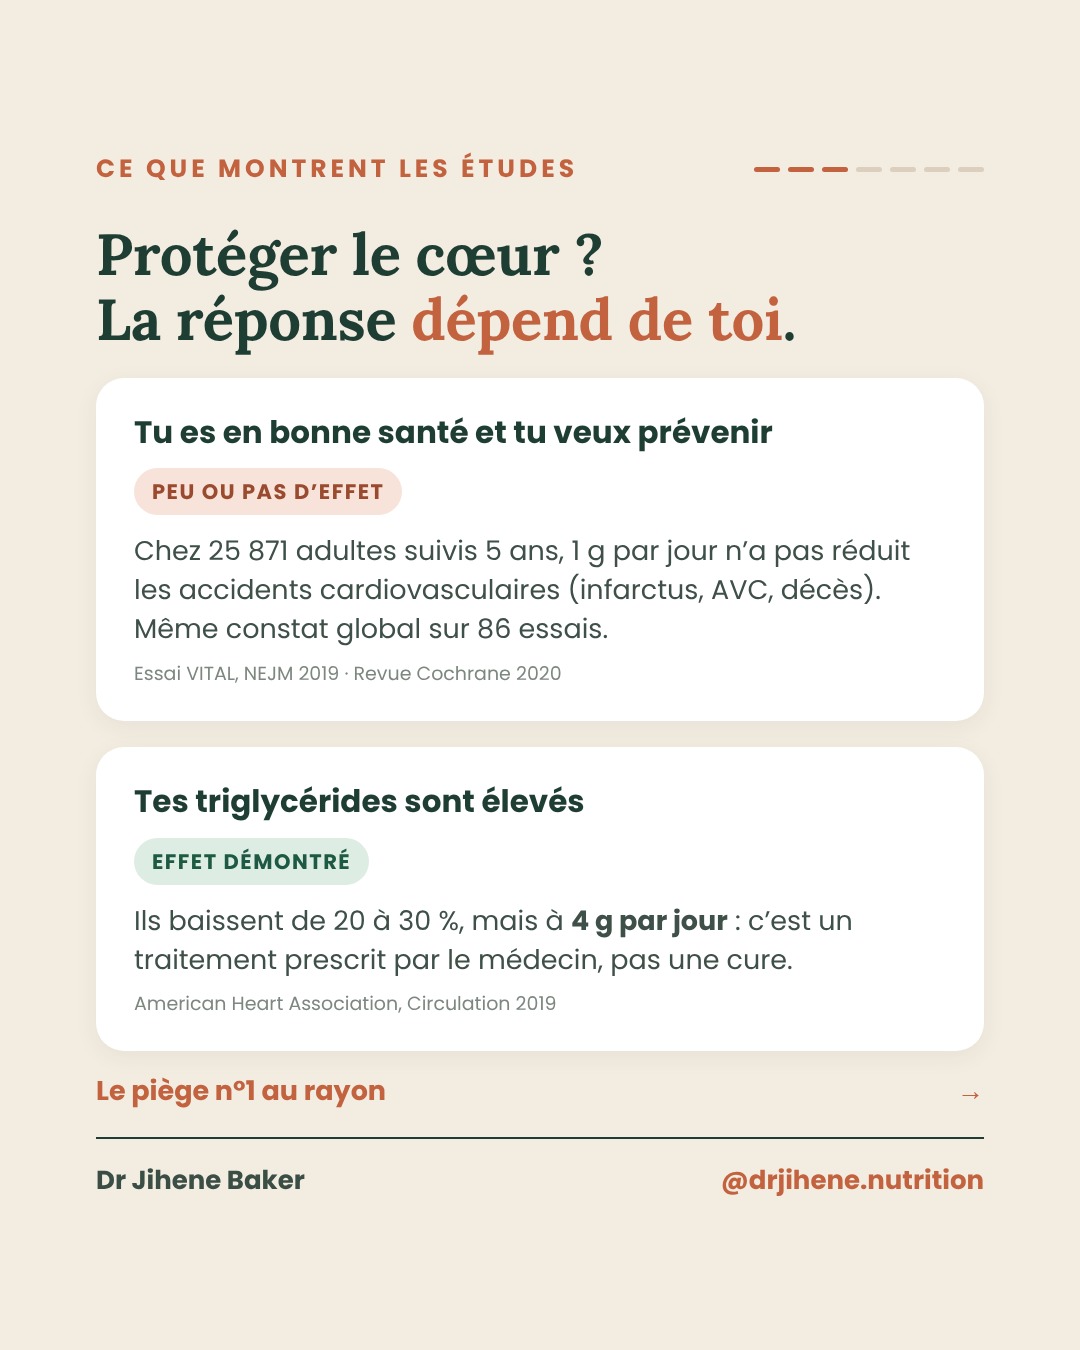 CE QUE MONTRENT LES ÉTUDES
Protéger le cœur ?
La réponse dépend de toi.
Tu es en bonne santé et tu veux prévenir
PEU OU PAS D’EFFET
Chez 25 871 adultes suivis 5 ans, 1 g par jour n’a pas réduit
les accidents cardiovasculaires (infarctus, AVC, décès).
Même constat global sur 86 essais.
Essai VITAL, NEJM 2019 · Revue Cochrane 2020
Tes triglycérides sont élevés
EFFET DÉMONTRÉ
Ils baissent de 20 à 30 %, mais à 4 g par jour : c’est un
traitement prescrit par le médecin, pas une cure.
American Heart Association, Circulation 2019
Le piège n°1 au rayon →
Dr Jihene Baker @drjihene.nutrition